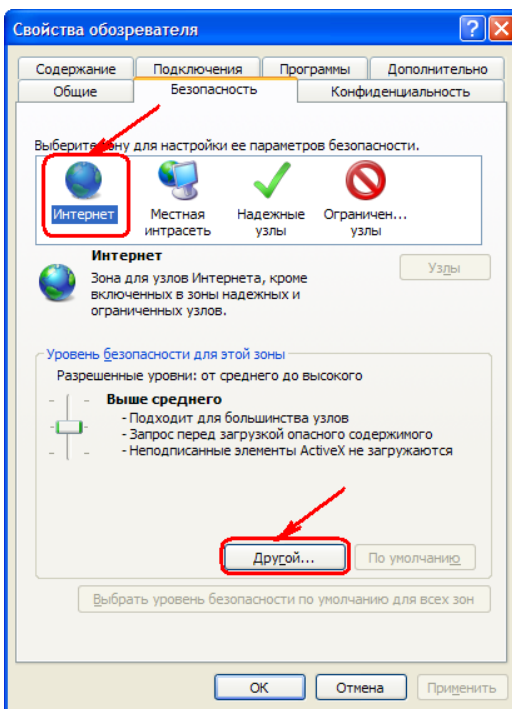 Свойства обозревателя
Содержание Подключения Программы Дополнительно
Общие Безопасность Конфиденциальность
Выберите зону для настройки ее параметров безопасности.
Интернет Местная Надежные Ограничен...
интрасеть узлы узлы
Интернет
Узлы
Зона для узлов Интернета, кроме
включенных в зоны надежных и
ограниченных узлов.
Уровень безопасности для этой зоны
Разрешенные уровни: от среднего до высокого
Выше среднего
- Подходит для большинства узлов
- Запрос перед загрузкой опасного содержимого
- Неподписанные элементы ActiveX не загружаются
Другой... По умолчанию
Выбрать уровень безопасности по умолчанию для всех зон
ОК Отмена Применить